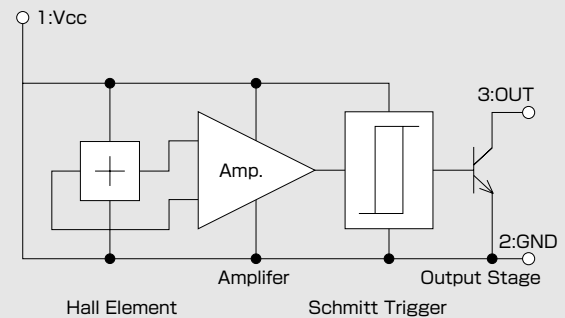 1:Vcc
3:OUT
Amp.
2:GND
Amplifer
Output Stage
Hall Element
Schmitt Trigger